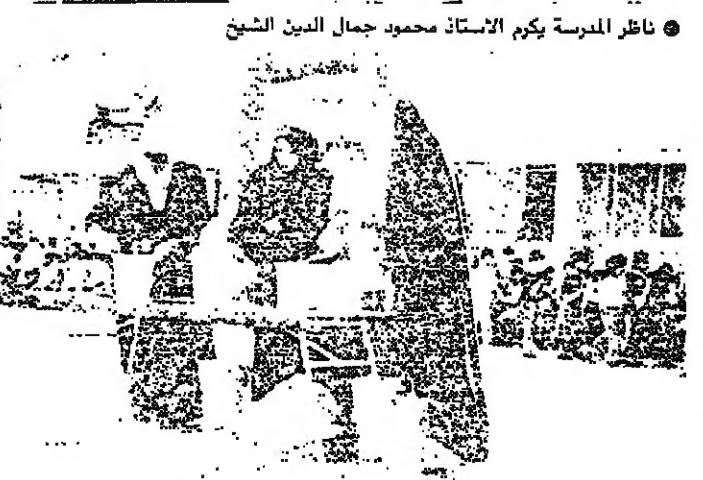 ● ناظر المدرسة يكرم الاستاذ محمود جمال الدين الشيخ